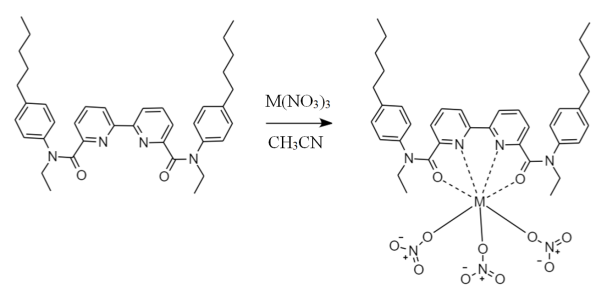 M(NO₃)₃
CH₃CN
N N
N O O N
N N
N O O N
M
O O O
⁻O N⁺ O
O⁻ N⁺ O
N⁺ O O⁻